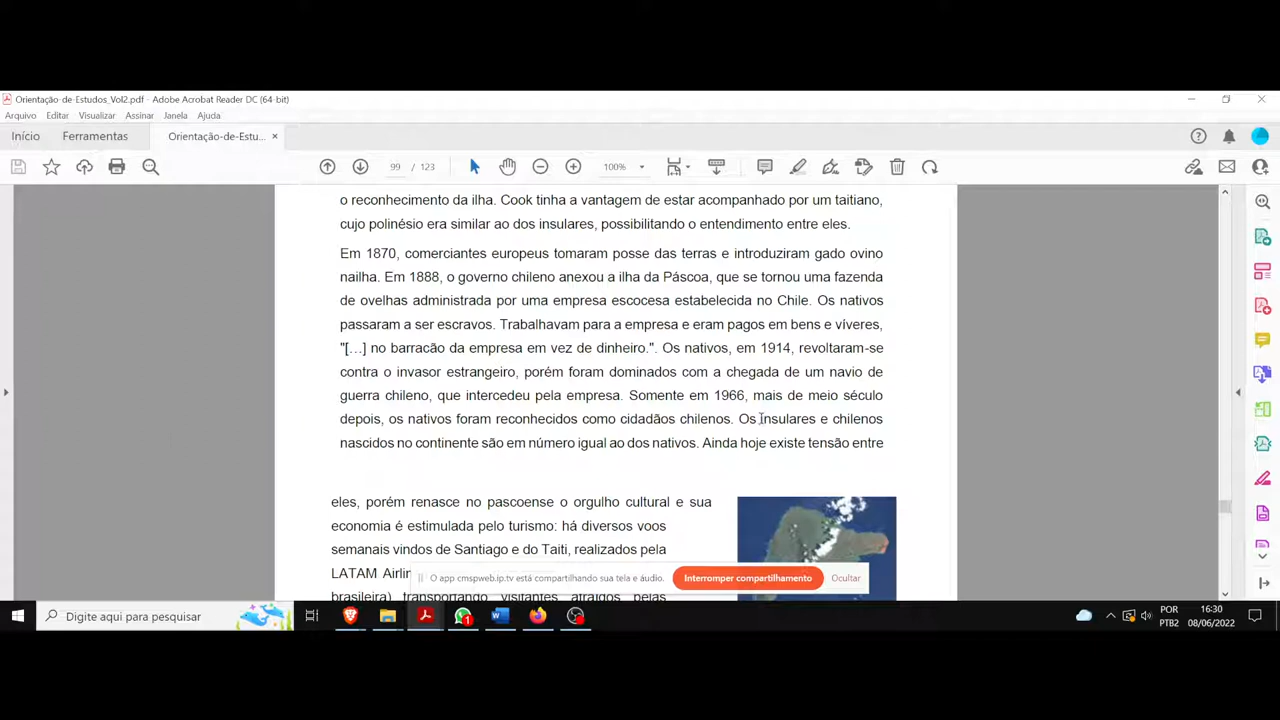 Orientação-de-Estudos_Vol2.pdf - Adobe Acrobat Reader DC (64-bit)
Arquivo Editar Visualizar Assinar Janela Ajuda
Início Ferramentas Orientação-de-Estu... ×
99 / 123 100%
o reconhecimento da ilha. Cook tinha a vantagem de estar acompanhado por um taitiano,
cujo polinésio era similar ao dos insulares, possibilitando o entendimento entre eles.
Em 1870, comerciantes europeus tomaram posse das terras e introduziram gado ovino
nailha. Em 1888, o governo chileno anexou a ilha da Páscoa, que se tornou uma fazenda
de ovelhas administrada por uma empresa escocesa estabelecida no Chile. Os nativos
passaram a ser escravos. Trabalhavam para a empresa e eram pagos em bens e víveres,
"[…] no barracão da empresa em vez de dinheiro.". Os nativos, em 1914, revoltaram-se
contra o invasor estrangeiro, porém foram dominados com a chegada de um navio de
guerra chileno, que intercedeu pela empresa. Somente em 1966, mais de meio século
depois, os nativos foram reconhecidos como cidadãos chilenos. Os insulares e chilenos
nascidos no continente são em número igual ao dos nativos. Ainda hoje existe tensão entre
eles, porém renasce no pascoense o orgulho cultural e sua
economia é estimulada pelo turismo: há diversos voos
semanais vindos de Santiago e do Taiti, realizados pela
LATAM Airlin
brasileira) transportando visitantes atraídos pelas
O app cmspweb.ip.tv está compartilhando sua tela e áudio. Interromper compartilhamento Ocultar
Digite aqui para pesquisar
1
POR
PTB2
16:30
08/06/2022